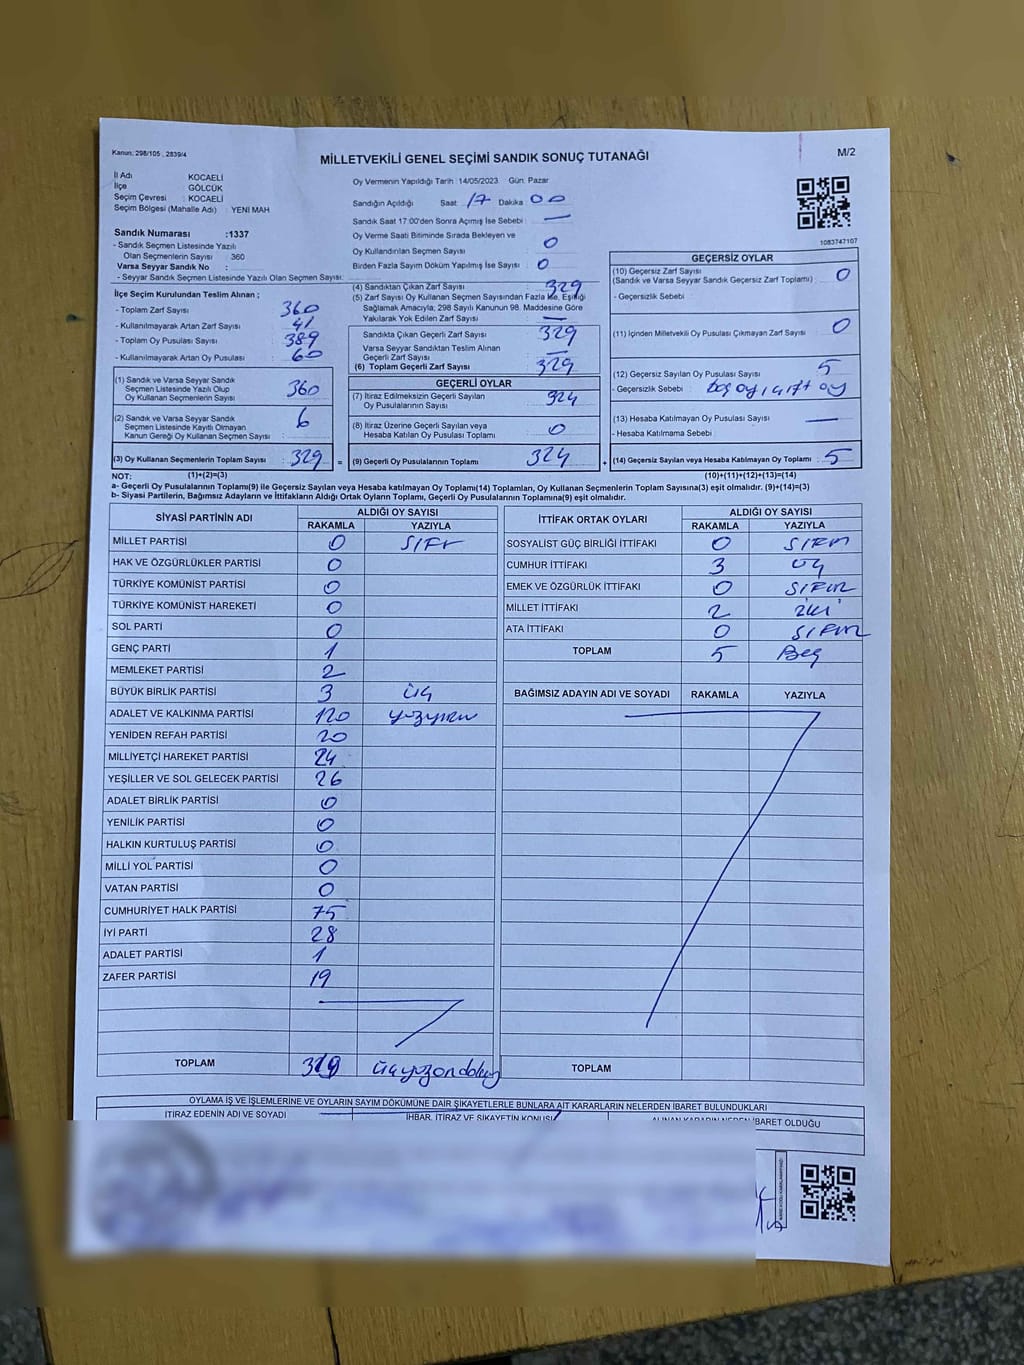 Kanun: 298/105 , 2839/4
MİLLETVEKİLİ GENEL SEÇİMİ SANDIK SONUÇ TUTANAĞI
M/2
İl Adı KOCAELİ
İlçe GÖLCÜK
Seçim Çevresi : KOCAELİ
Seçim Bölgesi (Mahalle Adı) : YENİ MAH
Oy Vermenin Yapıldığı Tarih : 14/05/2023 Gün: Pazar
Sandığın Açıldığı Saat 17 Dakika 00
Sandık Saat 17:00'den Sonra Açımış İse Sebebi : —
Oy Verme Saati Bitiminde Sırada Bekleyen ve
Oy Kullandırılan Seçmen Sayısı : 0
Birden Fazla Sayım Döküm Yapılmış İse Sayısı : 0
1083747107
Sandık Numarası :1337
- Sandık Seçmen Listesinde Yazılı
Olan Seçmenlerin Sayısı : 360
Varsa Seyyar Sandık No :
- Seyyar Sandık Seçmen Listesinde Yazılı Olan Seçmen Sayısı:
İlçe Seçim Kurulundan Teslim Alınan ;
- Toplam Zarf Sayısı : 360
- Kullanılmayarak Artan Zarf Sayısı : 41
- Toplam Oy Pusulası Sayısı : 389
- Kullanılmayarak Artan Oy Pusulası : 60
(1) Sandık ve Varsa Seyyar Sandık
Seçmen Listesinde Yazılı Olup
Oy Kullanan Seçmenlerin Sayısı : 360
(2) Sandık ve Varsa Seyyar Sandık
Seçmen Listesinde Kayıtlı Olmayan
Kanun Gereği Oy Kullanan Seçmen Sayısı : 6
(3) Oy Kullanan Seçmenlerin Toplam Sayısı : 329
(4) Sandıktan Çıkan Zarf Sayısı : 329
(5) Zarf Sayısı Oy Kullanan Seçmen Sayısından Fazla İse, Eşitliği
Sağlamak Amacıyla; 298 Sayılı Kanunun 98. Maddesine Göre
Yakılarak Yok Edilen Zarf Sayısı : —
Sandıkta Çıkan Geçerli Zarf Sayısı : 329
Varsa Seyyar Sandıktan Teslim Alınan
Geçerli Zarf Sayısı : —
(6) Toplam Geçerli Zarf Sayısı : 329
GEÇERLİ OYLAR
(7) İtiraz Edilmeksizin Geçerli Sayılan
Oy Pusulalarının Sayısı : 324
(8) İtiraz Üzerine Geçerli Sayılan veya
Hesaba Katılan Oy Pusulası Toplamı : 0
= (9) Geçerli Oy Pusulalarının Toplamı : 324
GEÇERSİZ OYLAR
(10) Geçersiz Zarf Sayısı
(Sandık ve Varsa Seyyar Sandık Geçersiz Zarf Toplamı) : 0
- Geçersizlik Sebebi :
(11) İçinden Milletvekili Oy Pusulası Çıkmayan Zarf Sayısı : 0
(12) Geçersiz Sayılan Oy Pusulası Sayısı : 5
- Geçersizlik Sebebi : boş oy, çift oy
(13) Hesaba Katılmayan Oy Pusulası Sayısı : —
- Hesaba Katılmama Sebebi
+ (14) Geçersiz Sayılan veya Hesaba Katılmayan Oy Toplamı : 5
NOT: (1)+(2)=(3)
(10)+(11)+(12)+(13)=(14)
a- Geçerli Oy Pusulalarının Toplamı(9) ile Geçersiz Sayılan veya Hesaba Katılmayan Oy Toplamı(14) Toplamları, Oy Kullanan Seçmenlerin Toplam Sayısına(3) eşit olmalıdır. (9)+(14)=(3)
b- Siyasi Partilerin, Bağımsız Adayların ve İttifakların Aldığı Ortak Oyların Toplamı, Geçerli Oy Pusulalarının Toplamına(9) eşit olmalıdır.
SİYASİ PARTİNİN ADI ALDIĞI OY SAYISI
RAKAMLA YAZIYLA
MİLLET PARTİSİ 0 SIFır
HAK VE ÖZGÜRLÜKLER PARTİSİ 0
TÜRKİYE KOMÜNİST PARTİSİ 0
TÜRKİYE KOMÜNİST HAREKETİ 0
SOL PARTİ 0
GENÇ PARTİ 1
MEMLEKET PARTİSİ 2
BÜYÜK BİRLİK PARTİSİ 3 üç
ADALET VE KALKINMA PARTİSİ 120 yüzyirmi
YENİDEN REFAH PARTİSİ 20
MİLLİYETÇİ HAREKET PARTİSİ 24
YEŞİLLER VE SOL GELECEK PARTİSİ 26
ADALET BİRLİK PARTİSİ 0
YENİLİK PARTİSİ 0
HALKIN KURTULUŞ PARTİSİ 0
MİLLİ YOL PARTİSİ 0
VATAN PARTİSİ 0
CUMHURİYET HALK PARTİSİ 75
İYİ PARTİ 28
ADALET PARTİSİ 1
ZAFER PARTİSİ 19
TOPLAM 319 üçyüzondokuz
İTTİFAK ORTAK OYLARI ALDIĞI OY SAYISI
RAKAMLA YAZIYLA
SOSYALİST GÜÇ BİRLİĞİ İTTİFAKI 0 SIFIR
CUMHUR İTTİFAKI 3 üç
EMEK VE ÖZGÜRLÜK İTTİFAKI 0 SIFIR
MİLLET İTTİFAKI 2 iki
ATA İTTİFAKI 0 SIFIR
TOPLAM 5 Beş
BAĞIMSIZ ADAYIN ADI VE SOYADI RAKAMLA YAZIYLA
TOPLAM
OYLAMA İŞ VE İŞLEMLERİNE VE OYLARIN SAYIM DÖKÜMÜNE DAİR ŞİKAYETLERLE BUNLARA AİT KARARLARIN NELERDEN İBARET BULUNDUKLARI
İTİRAZ EDENİN ADI VE SOYADI İHBAR, İTİRAZ VE ŞİKAYETİN KONUSU ALINAN KARARIN NEDEN İBARET OLDUĞU